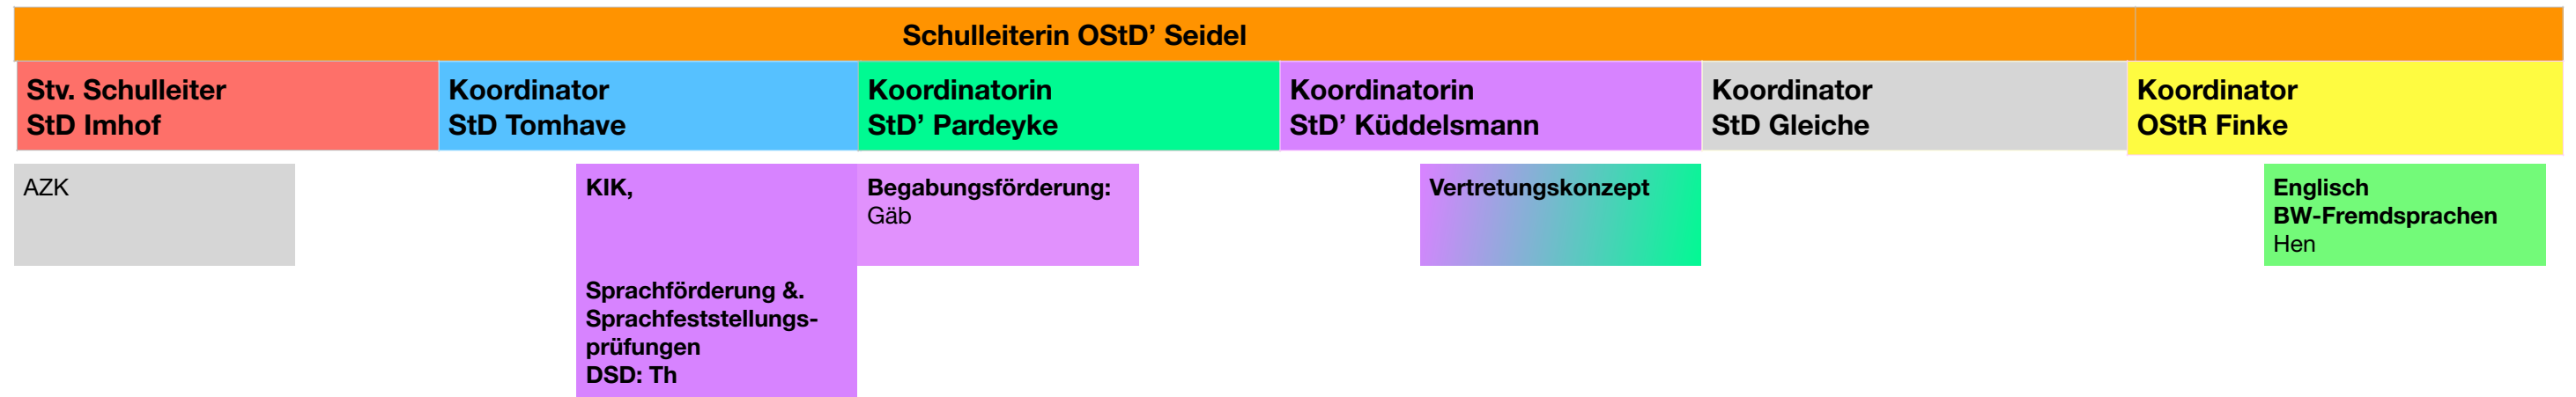 Schulleiterin OStD’ Seidel
Stv. Schulleiter
StD Imhof
Koordinator
StD Tomhave
Koordinatorin
StD’ Pardeyke
Koordinatorin
StD’ Küddelsmann
Koordinator
StD Gleiche
Koordinator
OStR Finke
AZK
KIK,
Sprachförderung &.
Sprachfeststellungs-
prüfungen
DSD: Th
Begabungsförderung:
Gäb
Vertretungskonzept
Englisch
BW-Fremdsprachen
Hen